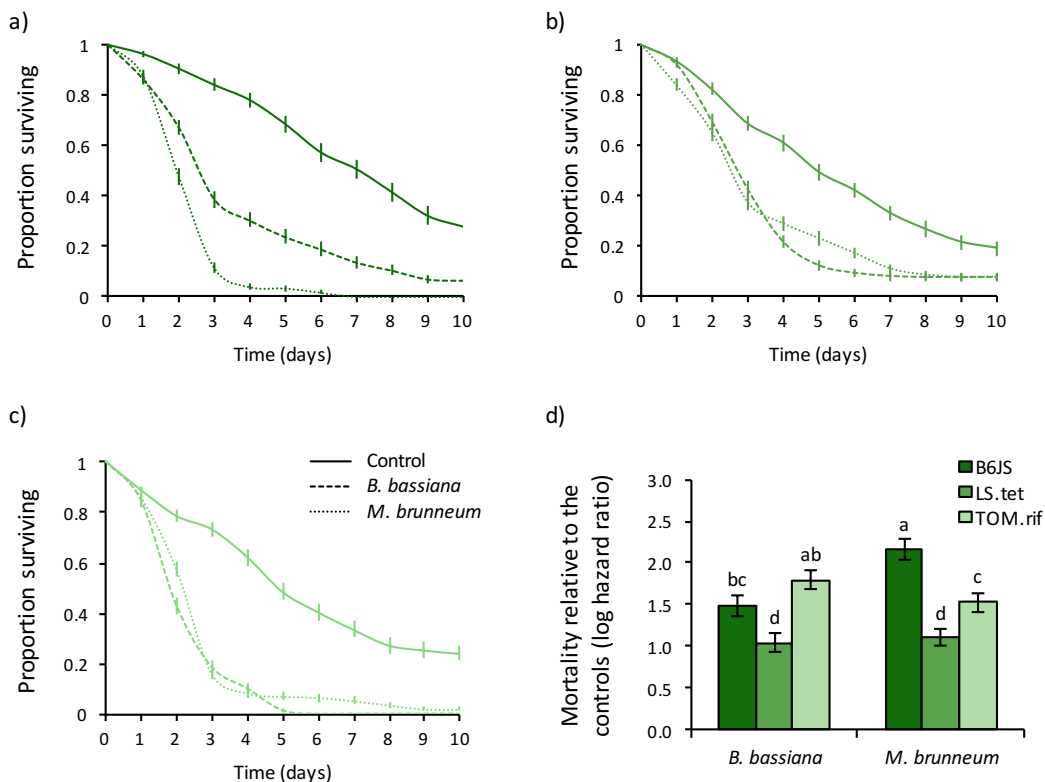 a)
Proportion surviving
1
0.8
0.6
0.4
0.2
0
0 1 2 3 4 5 6 7 8 9 10
Time (days)
b)
Proportion surviving
1
0.8
0.6
0.4
0.2
0
0 1 2 3 4 5 6 7 8 9 10
Time (days)
c)
Control
B. bassiana
M. brunneum
Proportion surviving
1
0.8
0.6
0.4
0.2
0
0 1 2 3 4 5 6 7 8 9 10
Time (days)
d)
B6JS
LS.tet
TOM.rif
Mortality relative to the
controls (log hazard ratio)
3.0
2.5
2.0
1.5
1.0
0.5
0.0
bc d ab a d c
B. bassiana M. brunneum